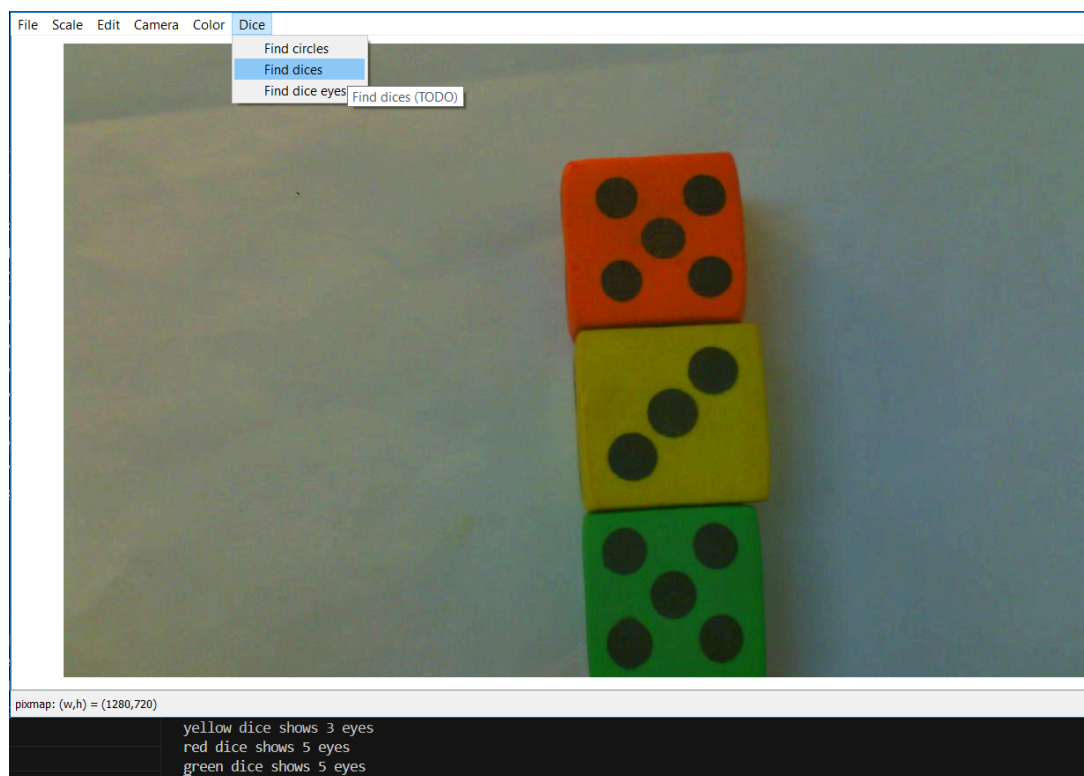 File Scale Edit Camera Color Dice
Find circles
Find dices
Find dice eyes
Find dices (TODO)
pixmap: (w,h) = (1280,720)
yellow dice shows 3 eyes
red dice shows 5 eyes
green dice shows 5 eyes